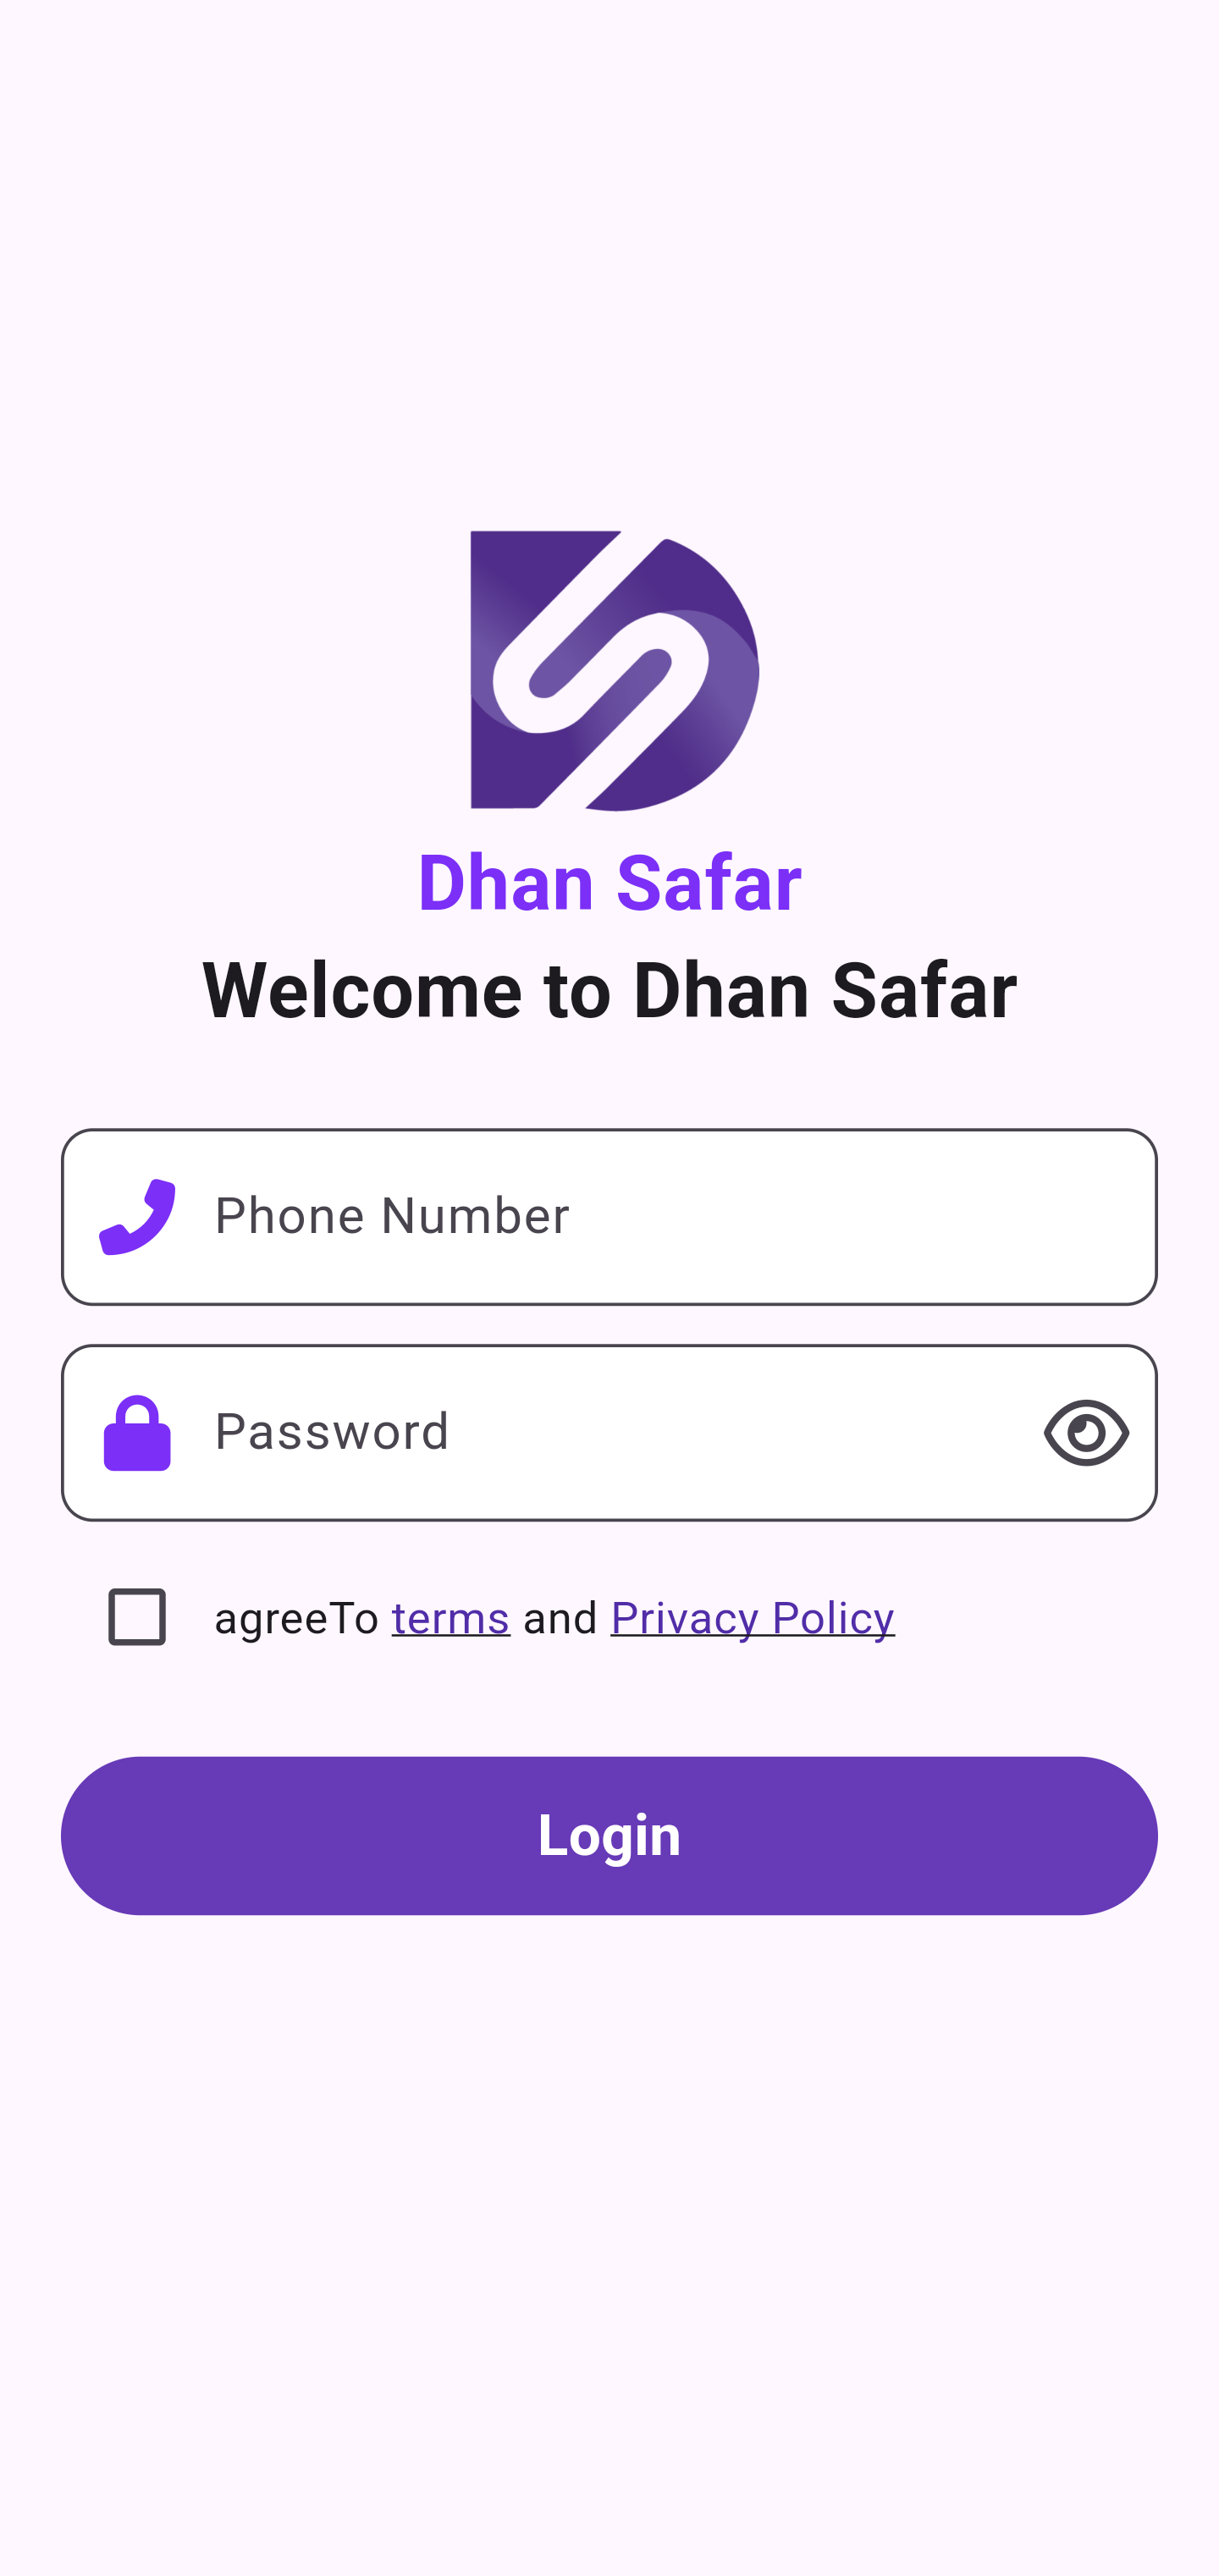 Dhan Safar
Welcome to Dhan Safar
Phone Number
Password
agreeTo terms and Privacy Policy
Login